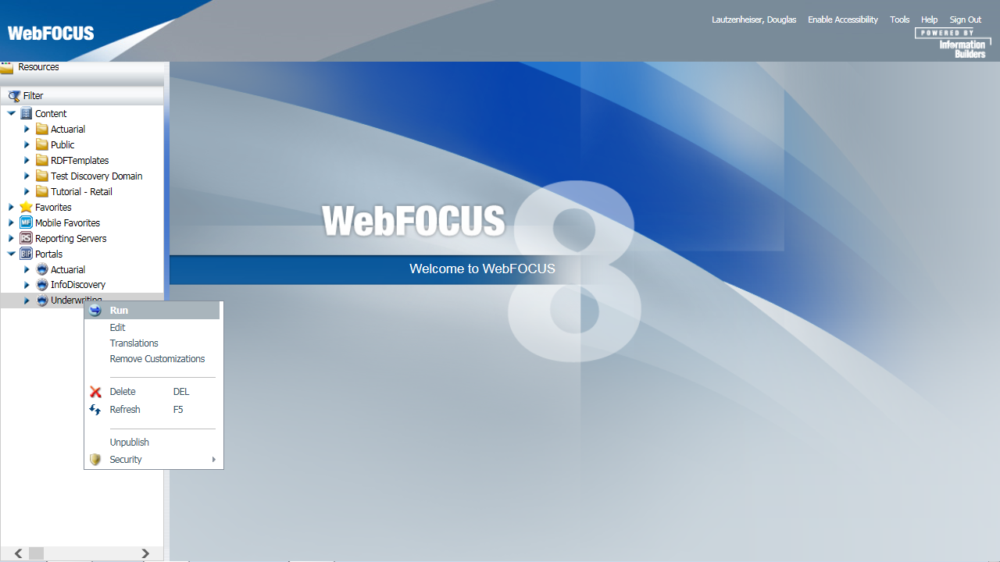 WebFOCUS
Lautzenheiser, Douglas Enable Accessibility Tools Help Sign Out
POWERED BY
Information
Builders
Resources
Filter
Content
Actuarial
Public
RDFTemplates
Test Discovery Domain
Tutorial - Retail
Favorites
MF Mobile Favorites
RS Reporting Servers
BIP Portals
Actuarial
InfoDiscovery
Underwriting
Run
Edit
Translations
Remove Customizations
Delete DEL
Refresh F5
Unpublish
Security
WebFOCUS
8
Welcome to WebFOCUS